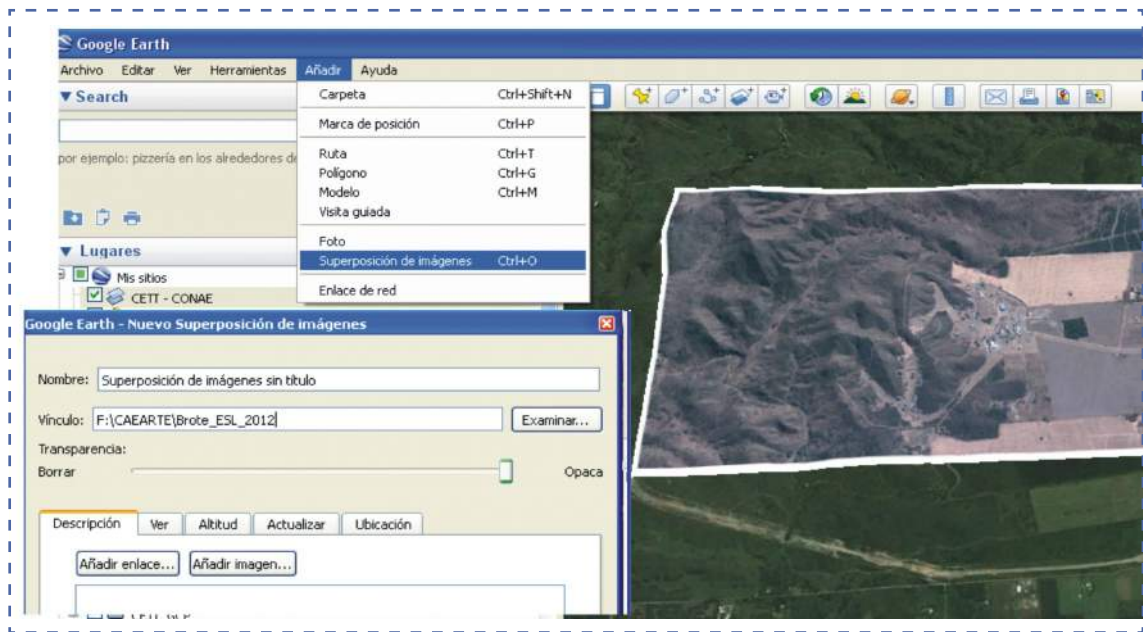 Google Earth
Archivo Editar Ver Herramientas Añadir Ayuda
Search
por ejemplo: pizzería en los alrededores de
Carpeta Ctrl+Shift+N
Marca de posición Ctrl+P
Ruta Ctrl+T
Polígono Ctrl+G
Modelo Ctrl+M
Visita guiada
Foto
Superposición de imágenes Ctrl+O
Enlace de red
Lugares
Mis sitios
CETT - CONAE
Google Earth - Nuevo Superposición de imágenes
Nombre: Superposición de imágenes sin título
Vínculo: F:\CAEARTE\Brote_ESL_2012 Examinar...
Transparencia:
Borrar Opaca
Descripción Ver Altitud Actualizar Ubicación
Añadir enlace... Añadir imagen...